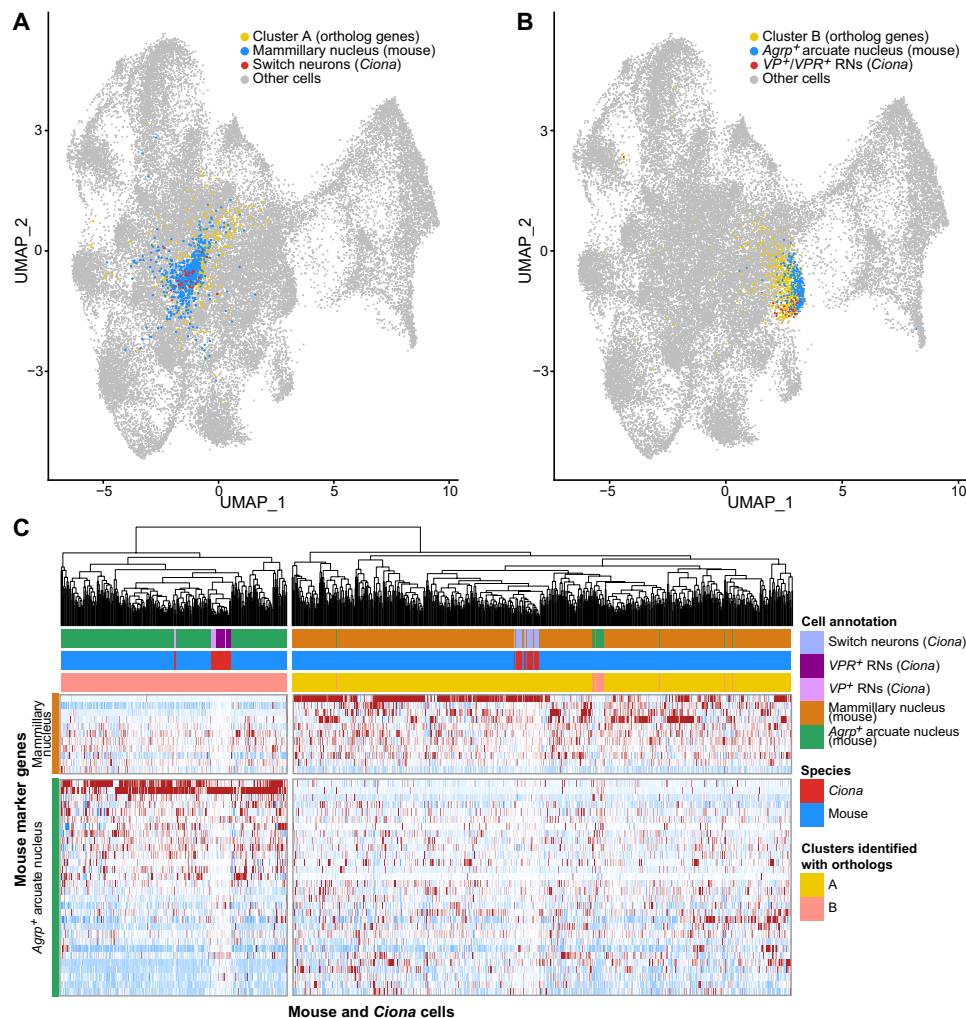 A
Cluster A (ortholog genes)
Mammillary nucleus (mouse)
Switch neurons (Ciona)
Other cells
UMAP_2
3
0
−3
−5
0
5
10
UMAP_1
B
Cluster B (ortholog genes)
Agrp+ arcuate nucleus (mouse)
VP+/VPR+ RNs (Ciona)
Other cells
UMAP_2
3
0
−3
−5
0
5
10
UMAP_1
C
Mouse marker genes
Mammillary
nucleus
Agrp+ arcuate nucleus
Mouse and Ciona cells
Cell annotation
Switch neurons (Ciona)
VPR+ RNs (Ciona)
VP+ RNs (Ciona)
Mammillary nucleus
(mouse)
Agrp+ arcuate nucleus
(mouse)
Species
Ciona
Mouse
Clusters identified
with orthologs
A
B